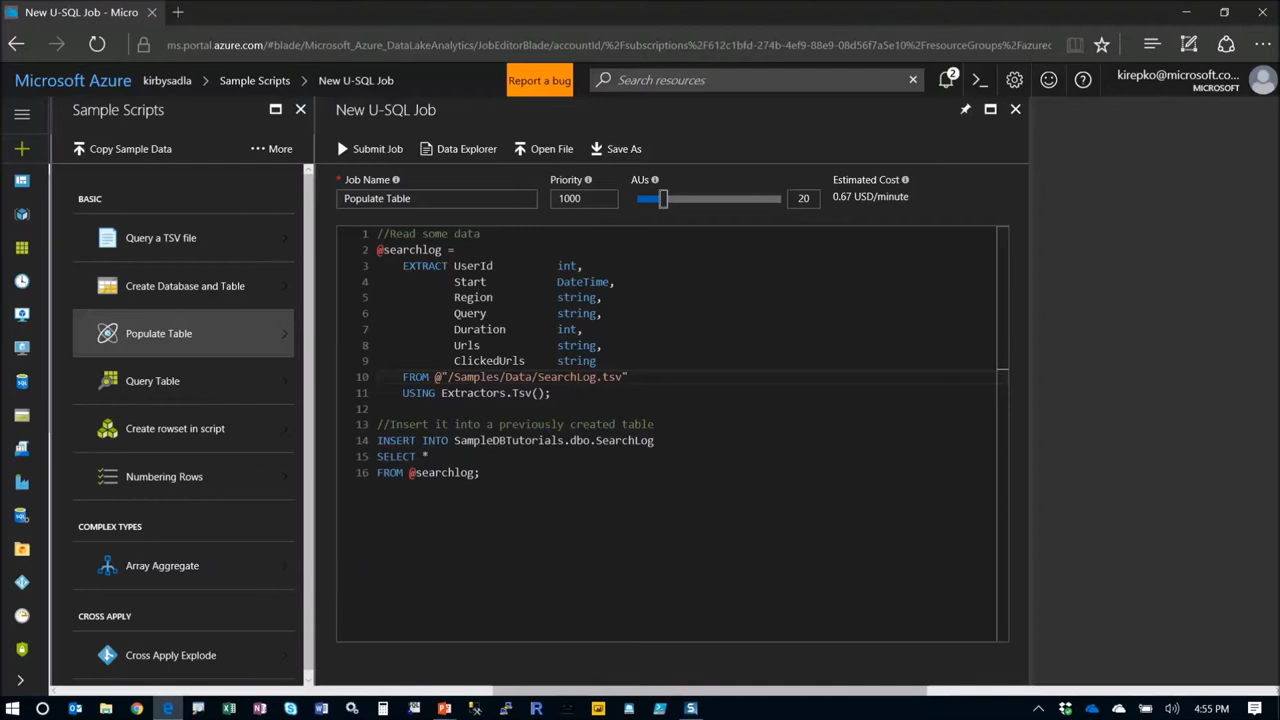 New U-SQL Job - Micro
ms.portal.azure.com/#blade/Microsoft_Azure_DataLakeAnalytics/JobEditorBlade/accountId/%2Fsubscriptions%2F612c1bfd-274b-4ef9-88e9-08d56f7a5e10%2FresourceGroups%2Fazurec
Microsoft Azure
kirbysadla
Sample Scripts
New U-SQL Job
Report a bug
Search resources
2
kirepko@microsoft.po...
MICROSOFT
Sample Scripts
Copy Sample Data
More
BASIC
Query a TSV file
Create Database and Table
Populate Table
Query Table
Create rowset in script
Numbering Rows
COMPLEX TYPES
Array Aggregate
CROSS APPLY
Cross Apply Explode
New U-SQL Job
Submit Job
Data Explorer
Open File
Save As
* Job Name
Priority
AUs
Estimated Cost
Populate Table
1000
20
0.67 USD/minute
1 //Read some data
2 @searchlog =
3 EXTRACT UserId int,
4 Start DateTime,
5 Region string,
6 Query string,
7 Duration int,
8 Urls string,
9 ClickedUrls string
10 FROM @"/Samples/Data/SearchLog.tsv"
11 USING Extractors.Tsv();
12
13 //Insert it into a previously created table
14 INSERT INTO SampleDBTutorials.dbo.SearchLog
15 SELECT *
16 FROM @searchlog;
4:55 PM